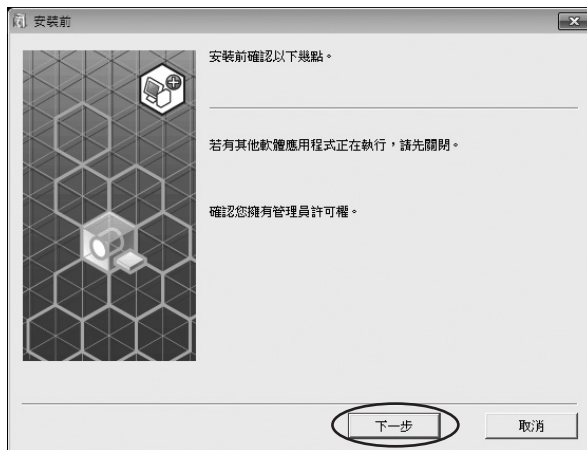 安裝前
安裝前確認以下幾點。
若有其他軟體應用程式正在執行，請先關閉。
確認您擁有管理員許可權。
下一步
取消